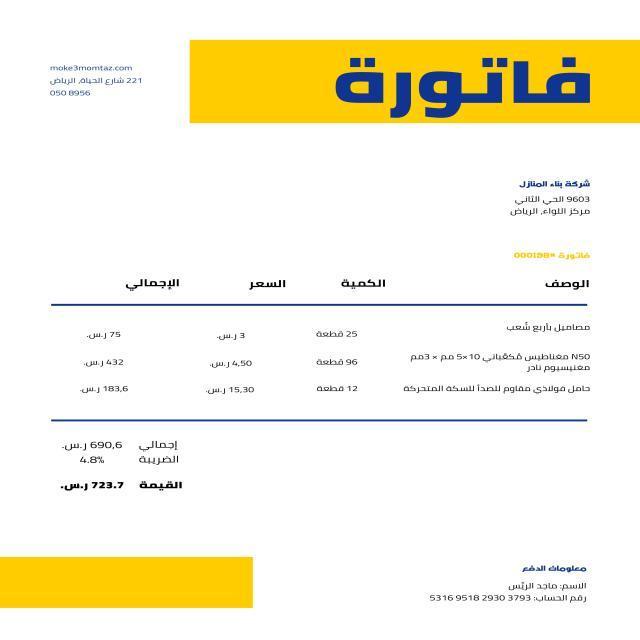 فاتورة
moke3momtaz.com
221 شارع الحياة, الرياض
050 8956
شركة بناء المنازل
9603 الحي الثاني
مركز اللواء, الرياض
فاتورة #000198
الوصف الكمية السعر الإجمالي
مصاميل بأربع شُعب 25 قطعة 3 ر.س. 75 ر.س.
N50 مغناطيس مُكعّباني 10×5 مم × 3مم
مغنيسيوم نادر 96 قطعة 4,50 ر.س. 432 ر.س.
حامل فولاذي مقاوم للصدأ للسكة المتحركة 12 قطعة 15,30 ر.س. 183,6 ر.س.
إجمالي 690,6 ر.س.
الضريبة 4.8%
القيمة 723.7 ر.س.
معلومات الدفع
الاسم: ماجد الريّس
رقم الحساب: 3793 2930 9518 5316